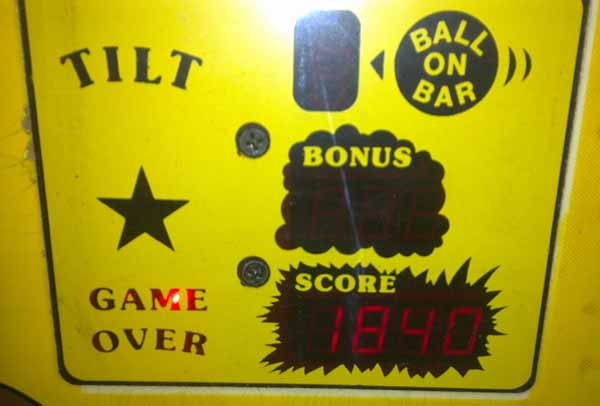 TILT
BALL
ON
BAR
BONUS
SCORE
1840
GAME
OVER